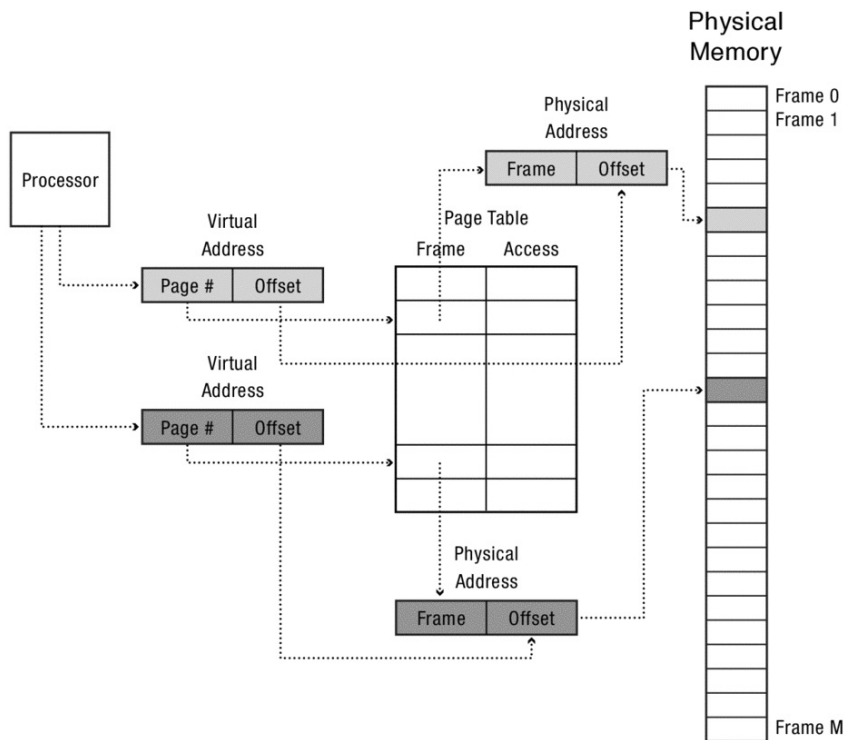 Physical
Memory
Frame 0
Frame 1
Physical
Address
Frame Offset
Processor
Virtual
Address
Page # Offset
Page Table
Frame Access
Virtual
Address
Page # Offset
Physical
Address
Frame Offset
Frame M